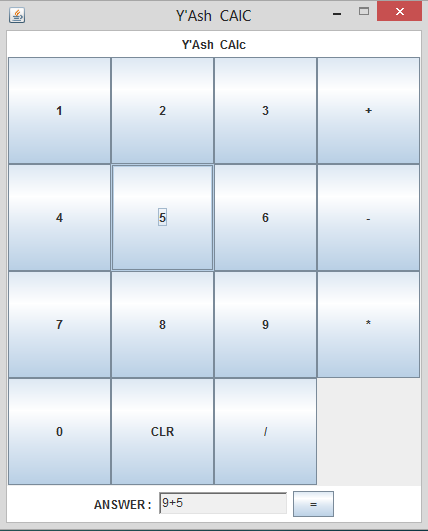 Y'Ash CAlC
Y'Ash CAlc
1 2 3 +
4 5 6 -
7 8 9 *
0 CLR /
ANSWER : 9+5 =